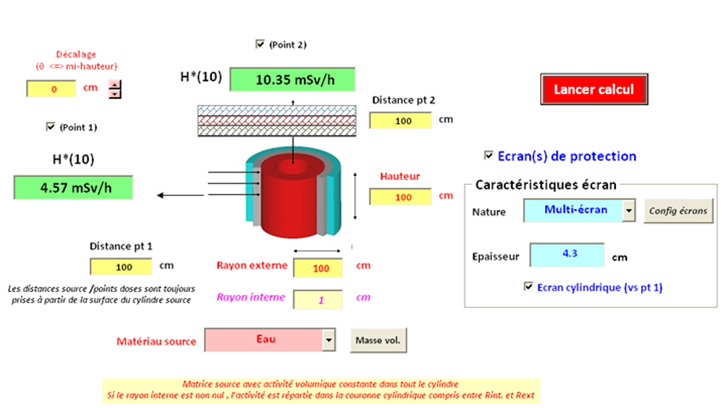 Décalage
(0 <=> mi-hauteur)
0 cm
(Point 2)
H*(10)
10.35 mSv/h
Lancer calcul
Distance pt 2
100 cm
(Point 1)
H*(10)
4.57 mSv/h
Ecran(s) de protection
Caractéristiques écran
Hauteur
100 cm
Nature
Multi-écran
Config écrans
Distance pt 1
100 cm
Epaisseur
4.3 cm
Rayon externe
100 cm
Ecran cylindrique (vs pt 1)
Les distances source /points doses sont toujours
prises à partir de la surface du cylindre source
Rayon interne
1 cm
Matériau source
Eau
Masse vol.
Matrice source avec activité volumique constante dans tout le cylindre
Si le rayon interne est non nul , l'activité est répartie dans la couronne cylindrique compris entre Rint. et Rext